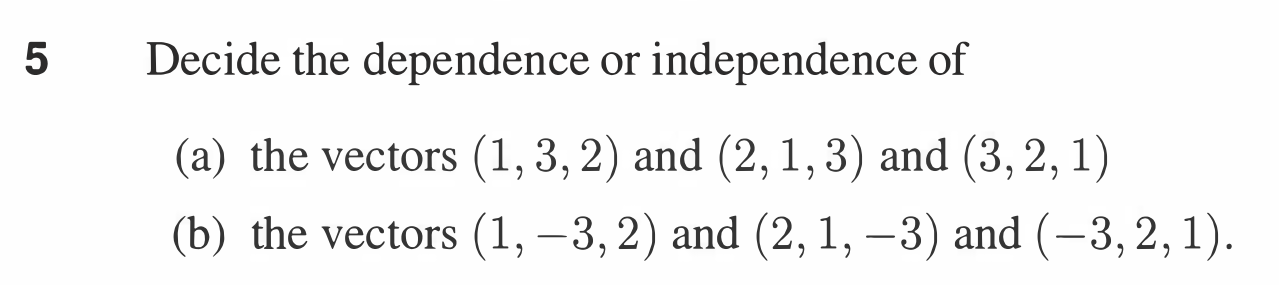 5 Decide the dependence or independence of
(a) the vectors (1, 3, 2) and (2, 1, 3) and (3, 2, 1)
(b) the vectors (1, −3, 2) and (2, 1, −3) and (−3, 2, 1).